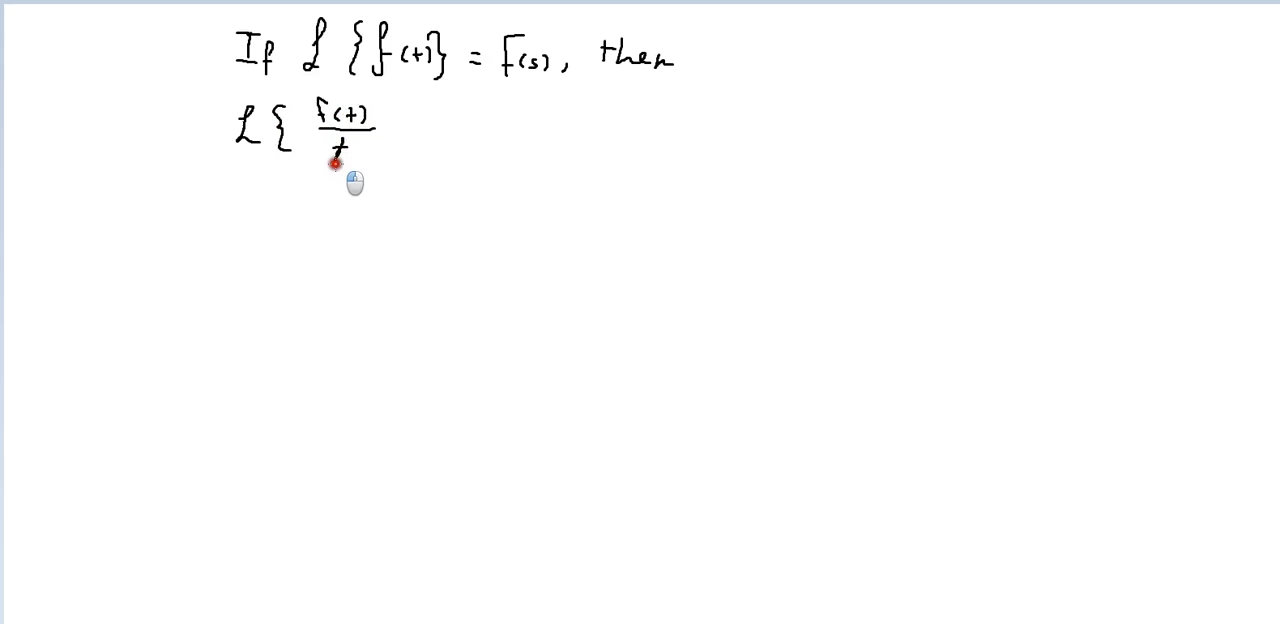 If ℒ {f(t)} = F(s), then
ℒ { f(t)/t